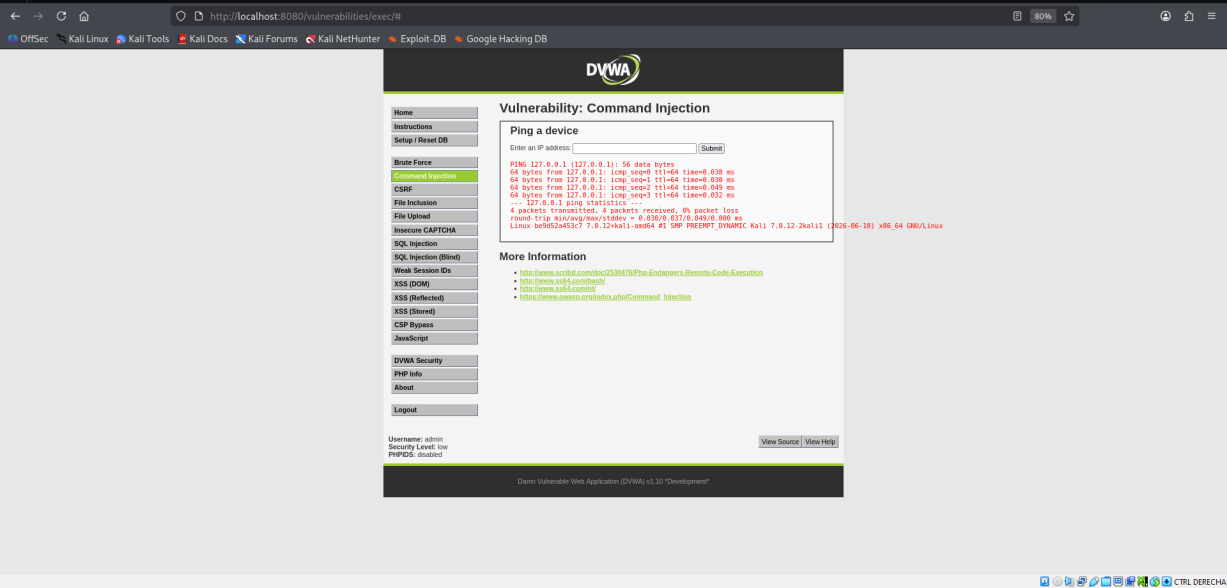 http://localhost:8080/vulnerabilities/exec/#
80%
OffSec
Kali Linux
Kali Tools
Kali Docs
Kali Forums
Kali NetHunter
Exploit-DB
Google Hacking DB
DVWA
Home
Instructions
Setup / Reset DB
Brute Force
Command Injection
CSRF
File Inclusion
File Upload
Insecure CAPTCHA
SQL Injection
SQL Injection (Blind)
Weak Session IDs
XSS (DOM)
XSS (Reflected)
XSS (Stored)
CSP Bypass
JavaScript
DVWA Security
PHP Info
About
Logout
Vulnerability: Command Injection
Ping a device
Enter an IP address:
Submit
PING 127.0.0.1 (127.0.0.1): 56 data bytes
64 bytes from 127.0.0.1: icmp_seq=0 ttl=64 time=0.038 ms
64 bytes from 127.0.0.1: icmp_seq=1 ttl=64 time=0.030 ms
64 bytes from 127.0.0.1: icmp_seq=2 ttl=64 time=0.049 ms
64 bytes from 127.0.0.1: icmp_seq=3 ttl=64 time=0.032 ms
--- 127.0.0.1 ping statistics ---
4 packets transmitted, 4 packets received, 0% packet loss
round-trip min/avg/max/stddev = 0.030/0.037/0.049/0.000 ms
Linux be9d52a453c7 7.0.12+kali-amd64 #1 SMP PREEMPT_DYNAMIC Kali 7.0.12-2kali1 (2026-06-18) x86_64 GNU/Linux
More Information
http://www.scribd.com/doc/2530476/Php-Endangers-Remote-Code-Execution
http://www.ss64.com/bash/
http://www.ss64.com/nt/
https://www.owasp.org/index.php/Command_Injection
Username: admin
Security Level: low
PHPIDS: disabled
View Source
View Help
Damn Vulnerable Web Application (DVWA) v1.10 *Development*
CTRL DERECHA